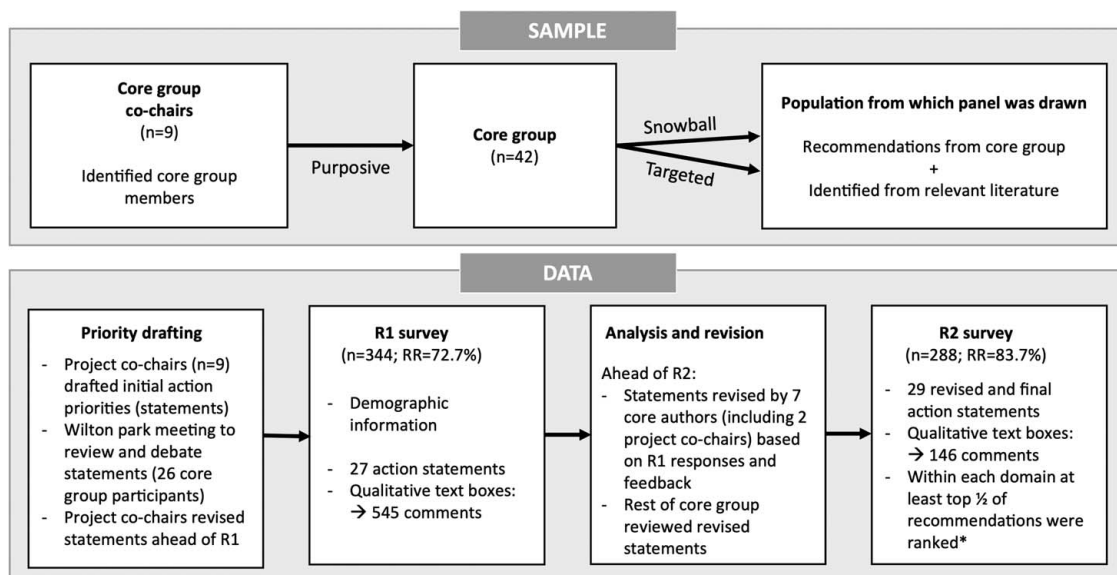 SAMPLE
Core group
co-chairs
(n=9)
Identified core group
members
Purposive
Core group
(n=42)
Snowball
Targeted
Population from which panel was drawn
Recommendations from core group
+
Identified from relevant literature
DATA
Priority drafting
- Project co-chairs (n=9)
drafted initial action
priorities (statements)
- Wilton park meeting to
review and debate
statements (26 core
group participants)
- Project co-chairs revised
statements ahead of R1
R1 survey
(n=344; RR=72.7%)
- Demographic
information
- 27 action statements
- Qualitative text boxes:
→ 545 comments
Analysis and revision
Ahead of R2:
- Statements revised by 7
core authors (including 2
project co-chairs) based
on R1 responses and
feedback
- Rest of core group
reviewed revised
statements
R2 survey
(n=288; RR=83.7%)
- 29 revised and final
action statements
- Qualitative text boxes:
→ 146 comments
- Within each domain at
least top ½ of
recommendations were
ranked*